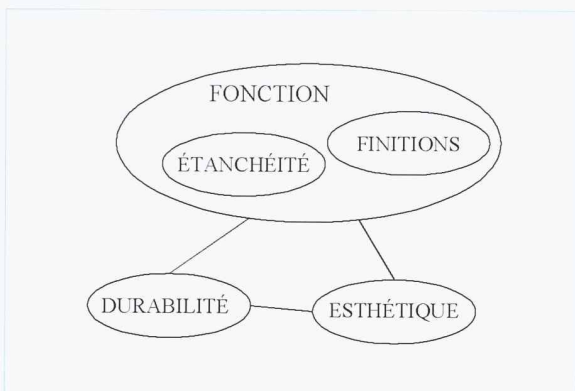 FONCTION
FINITIONS
ÉTANCHÉITÉ
DURABILITÉ
ESTHÉTIQUE